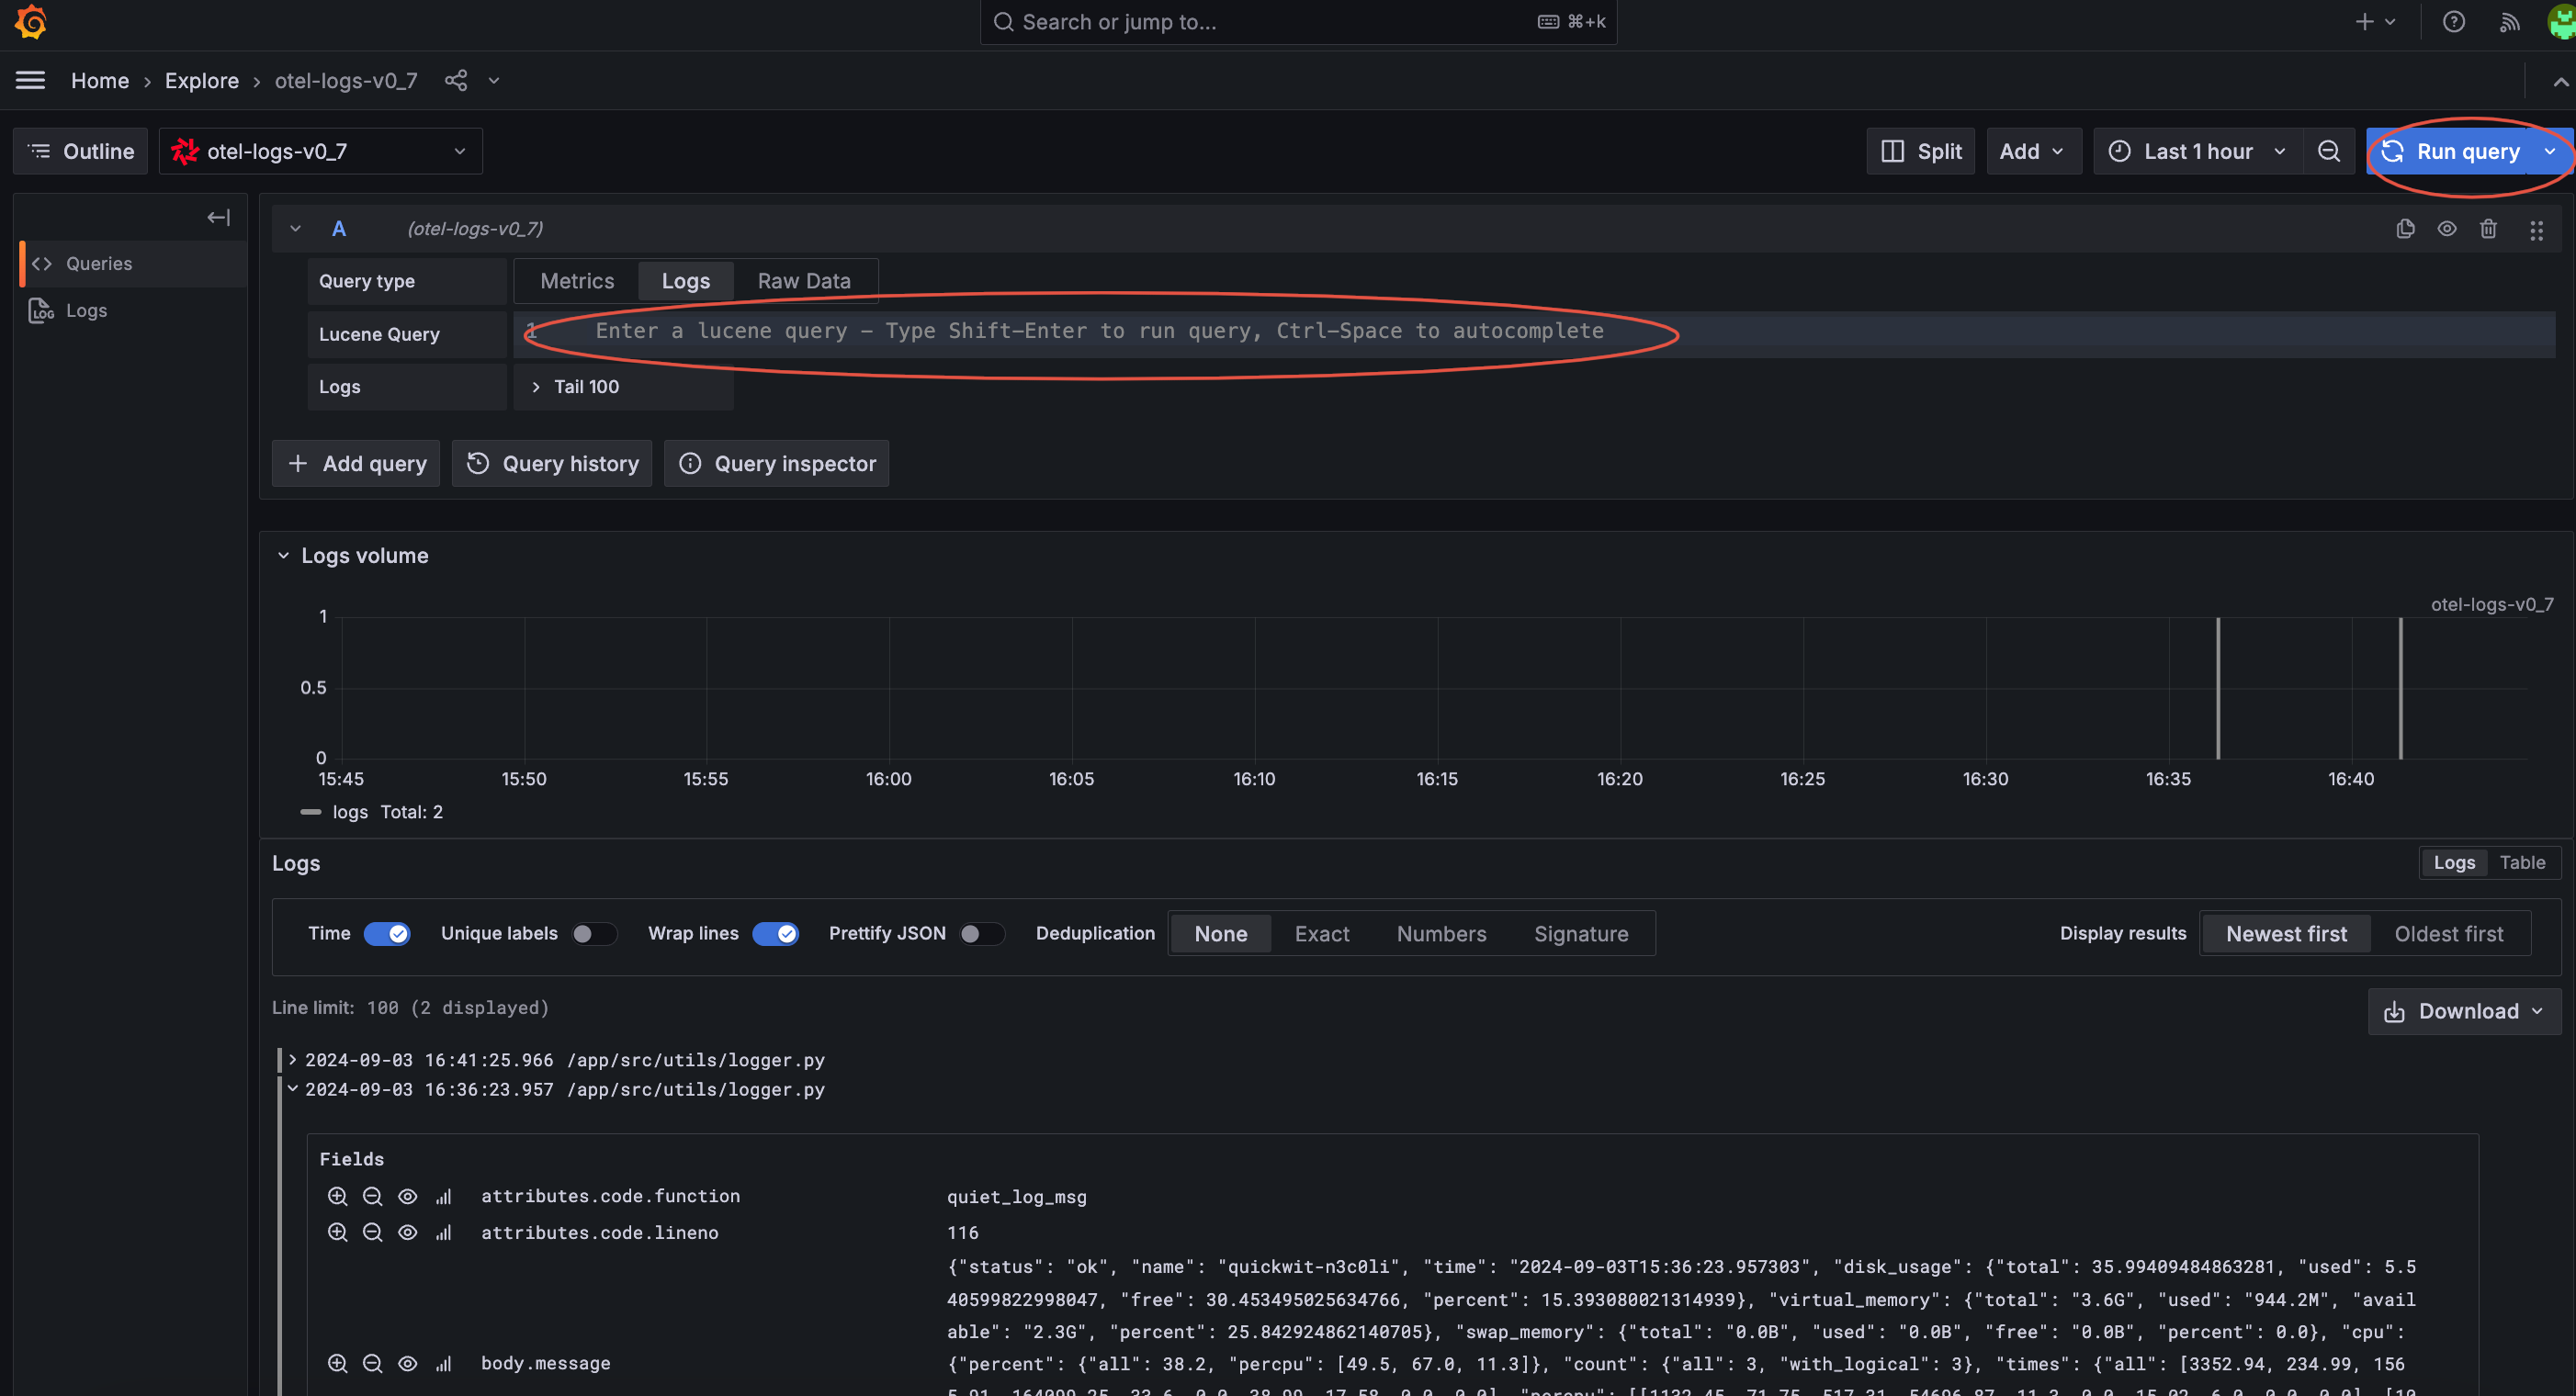 Search or jump to... ⌘+k
Home › Explore › otel-logs-v0_7
Outline otel-logs-v0_7 Split Add Last 1 hour Run query
A (otel-logs-v0_7)
Queries
Logs
Query type Metrics Logs Raw Data
Lucene Query 1 Enter a lucene query – Type Shift-Enter to run query, Ctrl-Space to autocomplete
Logs Tail 100
Add query Query history Query inspector
Logs volume
otel-logs-v0_7
1
0.5
0
15:45 15:50 15:55 16:00 16:05 16:10 16:15 16:20 16:25 16:30 16:35 16:40
logs Total: 2
Logs Logs Table
Time Unique labels Wrap lines Prettify JSON Deduplication None Exact Numbers Signature Display results Newest first Oldest first
Line limit: 100 (2 displayed)
Download
2024-09-03 16:41:25.966 /app/src/utils/logger.py
2024-09-03 16:36:23.957 /app/src/utils/logger.py
Fields
attributes.code.function quiet_log_msg
attributes.code.lineno 116
{"status": "ok", "name": "quickwit-n3c0li", "time": "2024-09-03T15:36:23.957303", "disk_usage": {"total": 35.99409484863281, "used": 5.5
40599822998047, "free": 30.453495025634766, "percent": 15.393080021314939}, "virtual_memory": {"total": "3.6G", "used": "944.2M", "avail
able": "2.3G", "percent": 25.842924862140705}, "swap_memory": {"total": "0.0B", "used": "0.0B", "free": "0.0B", "percent": 0.0}, "cpu":
body.message {"percent": {"all": 38.2, "percpu": [49.5, 67.0, 11.3]}, "count": {"all": 3, "with_logical": 3}, "times": {"all": [3352.94, 234.99, 156